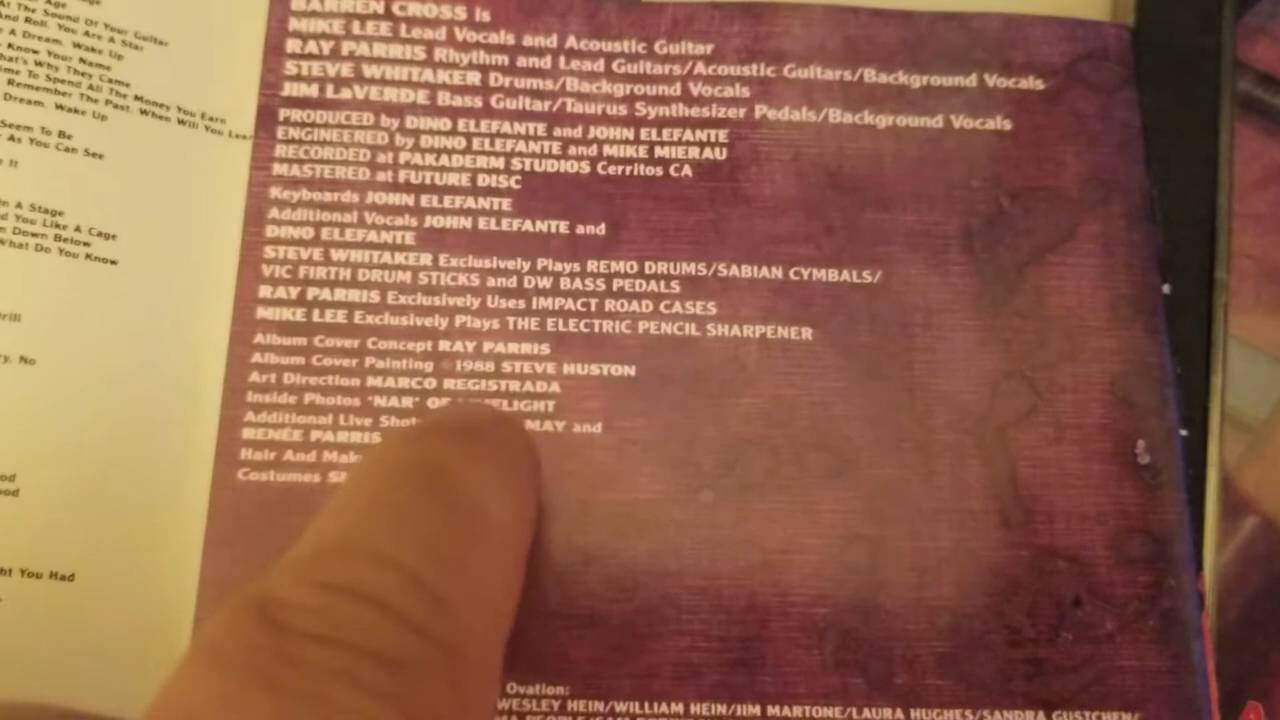 At The Sound Of Your Guitar
And Roll. You Are A Star
A Dream. Wake Up
Know Your Name
That's Why They Came
Time To Spend All The Money You Earn
Remember The Past. When Will You
Dream. Wake Up
Seem To Be
As You Can See
It
In A Stage
You Like A Cage
Down Below
What Do You Know
No
You Had
BARREN CROSS Is
MIKE LEE Lead Vocals and Acoustic Guitar
RAY PARRIS Rhythm and Lead Guitars/Acoustic Guitars/Background Vocals
STEVE WHITAKER Drums/Background Vocals
JIM LaVERDE Bass Guitar/Taurus Synthesizer Pedals/Background Vocals
PRODUCED by DINO ELEFANTE and JOHN ELEFANTE
ENGINEERED by DINO ELEFANTE and MIKE MIERAU
RECORDED at PAKADERM STUDIOS Cerritos CA
MASTERED at FUTURE DISC
Keyboards JOHN ELEFANTE
Additional Vocals JOHN ELEFANTE and
DINO ELEFANTE
STEVE WHITAKER Exclusively Plays REMO DRUMS/SABIAN CYMBALS/
VIC FIRTH DRUM STICKS and DW BASS PEDALS
RAY PARRIS Exclusively Uses IMPACT ROAD CASES
MIKE LEE Exclusively Plays THE ELECTRIC PENCIL SHARPENER
Album Cover Concept RAY PARRIS
Album Cover Painting ©1988 STEVE HUSTON
Art Direction MARCO REGISTRADA
Inside Photos "NAR"
Additional Live MAY and
RENÉE PARRIS
Hair And
Costumes
Ovation:
WESLEY HEIN/WILLIAM HEIN/JIM MARTONE/LAURA HUGHES/SANDRA GUSTCHEN/